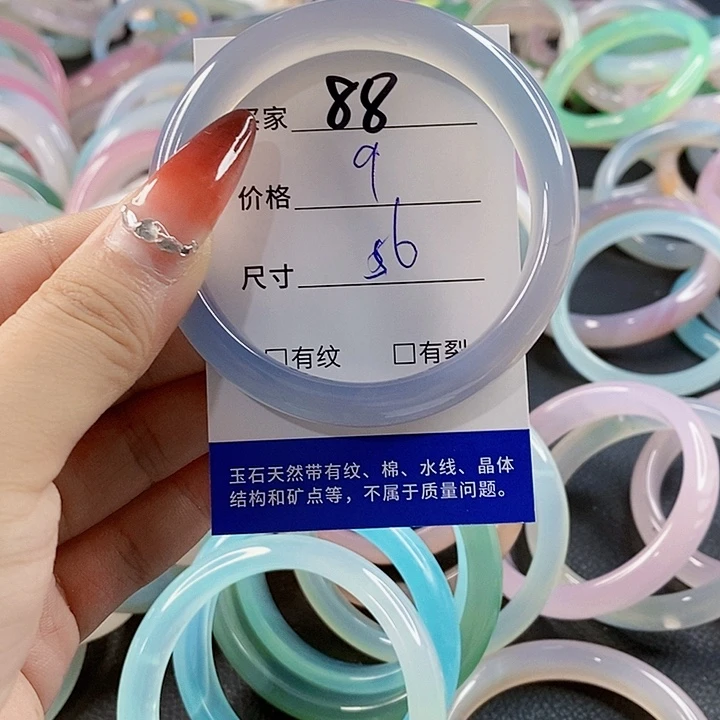 家 88
价格 9
尺寸 56
□有纹 □有裂
玉石天然带有纹、棉、水线、晶体
结构和矿点等，不属于质量问题。